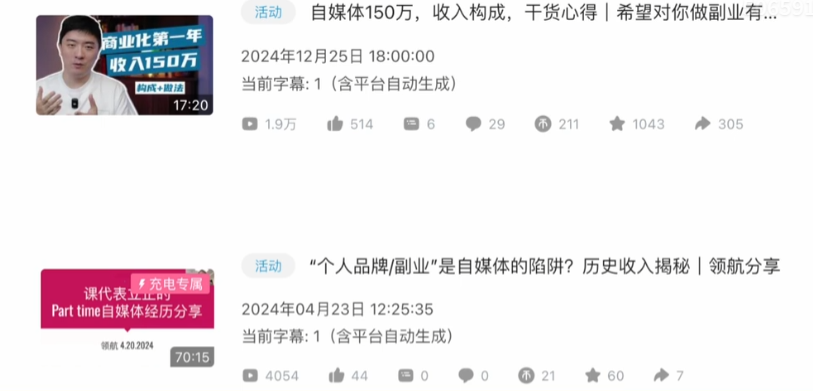 活动 自媒体150万，收入构成，干货心得｜希望对你做副业有...
商业化第一年
收入150万
构成+做法
17:20
2024年12月25日 18:00:00
当前字幕: 1（含平台自动生成）
1.9万 514 6 29 211 1043 305
活动 “个人品牌/副业”是自媒体的陷阱？历史收入揭秘｜领航分享
充电专属
课代表立正的
Part time自媒体经历分享
领航 4.20.2024
70:15
2024年04月23日 12:25:35
当前字幕: 1（含平台自动生成）
4054 44 0 0 21 60 7